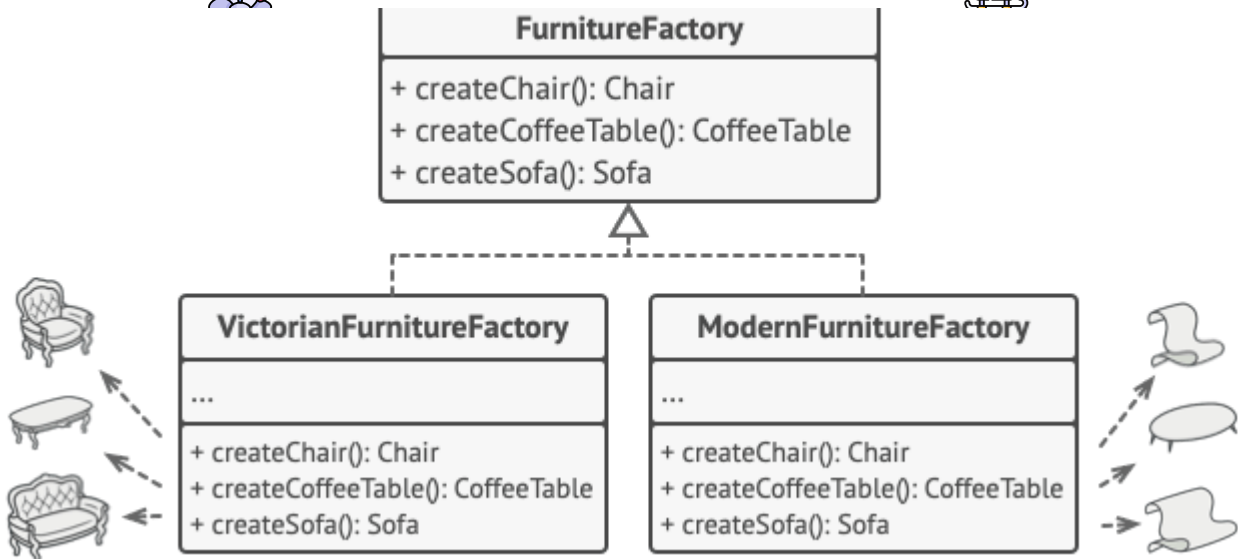 FurnitureFactory
+ createChair(): Chair
+ createCoffeeTable(): CoffeeTable
+ createSofa(): Sofa
VictorianFurnitureFactory
...
+ createChair(): Chair
+ createCoffeeTable(): CoffeeTable
+ createSofa(): Sofa
ModernFurnitureFactory
...
+ createChair(): Chair
+ createCoffeeTable(): CoffeeTable
+ createSofa(): Sofa